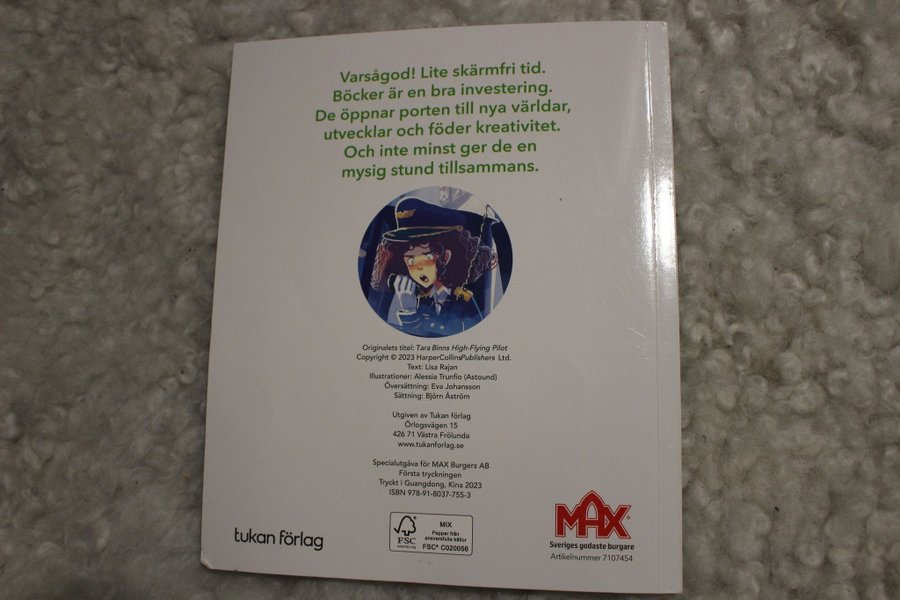 Varsågod! Lite skärmfri tid.
Böcker är en bra investering.
De öppnar porten till nya världar,
utvecklar och föder kreativitet.
Och inte minst ger de en
mysig stund tillsammans.
Originalets titel: Tara Binns High-Flying Pilot
Copyright © 2023 HarperCollinsPublishers Ltd.
Text: Lisa Rajan
Illustrationer: Alessia Trunfio (Astound)
Översättning: Eva Johansson
Sättning: Björn Åström
Utgiven av Tukan förlag
Örlogsvägen 15
426 71 Västra Frölunda
www.tukanforlag.se
Specialutgåva för MAX Burgers AB
Första tryckningen
Tryckt i Guangdong, Kina 2023
ISBN 978-91-8037-755-3
tukan förlag
FSC
www.fsc.org
MIX
Papper från
ansvarsfulla källor
FSC® C020056
MAX®
Sveriges godaste burgare
Artikelnummer 7107454